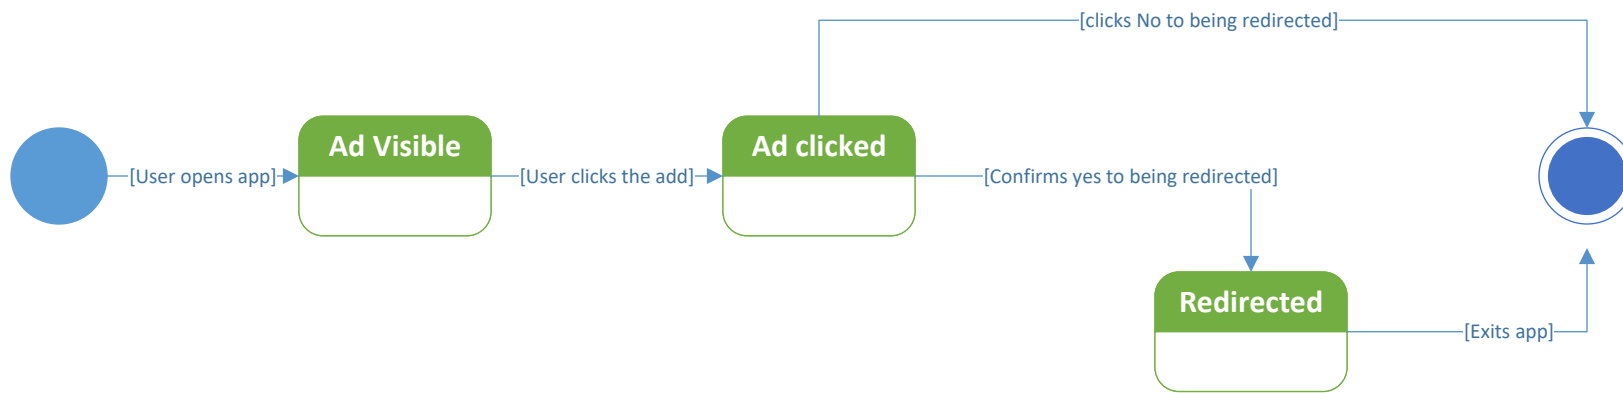 [clicks No to being redirected]
Ad Visible
Ad clicked
[User opens app]
[User clicks the add]
[Confirms yes to being redirected]
Redirected
[Exits app]